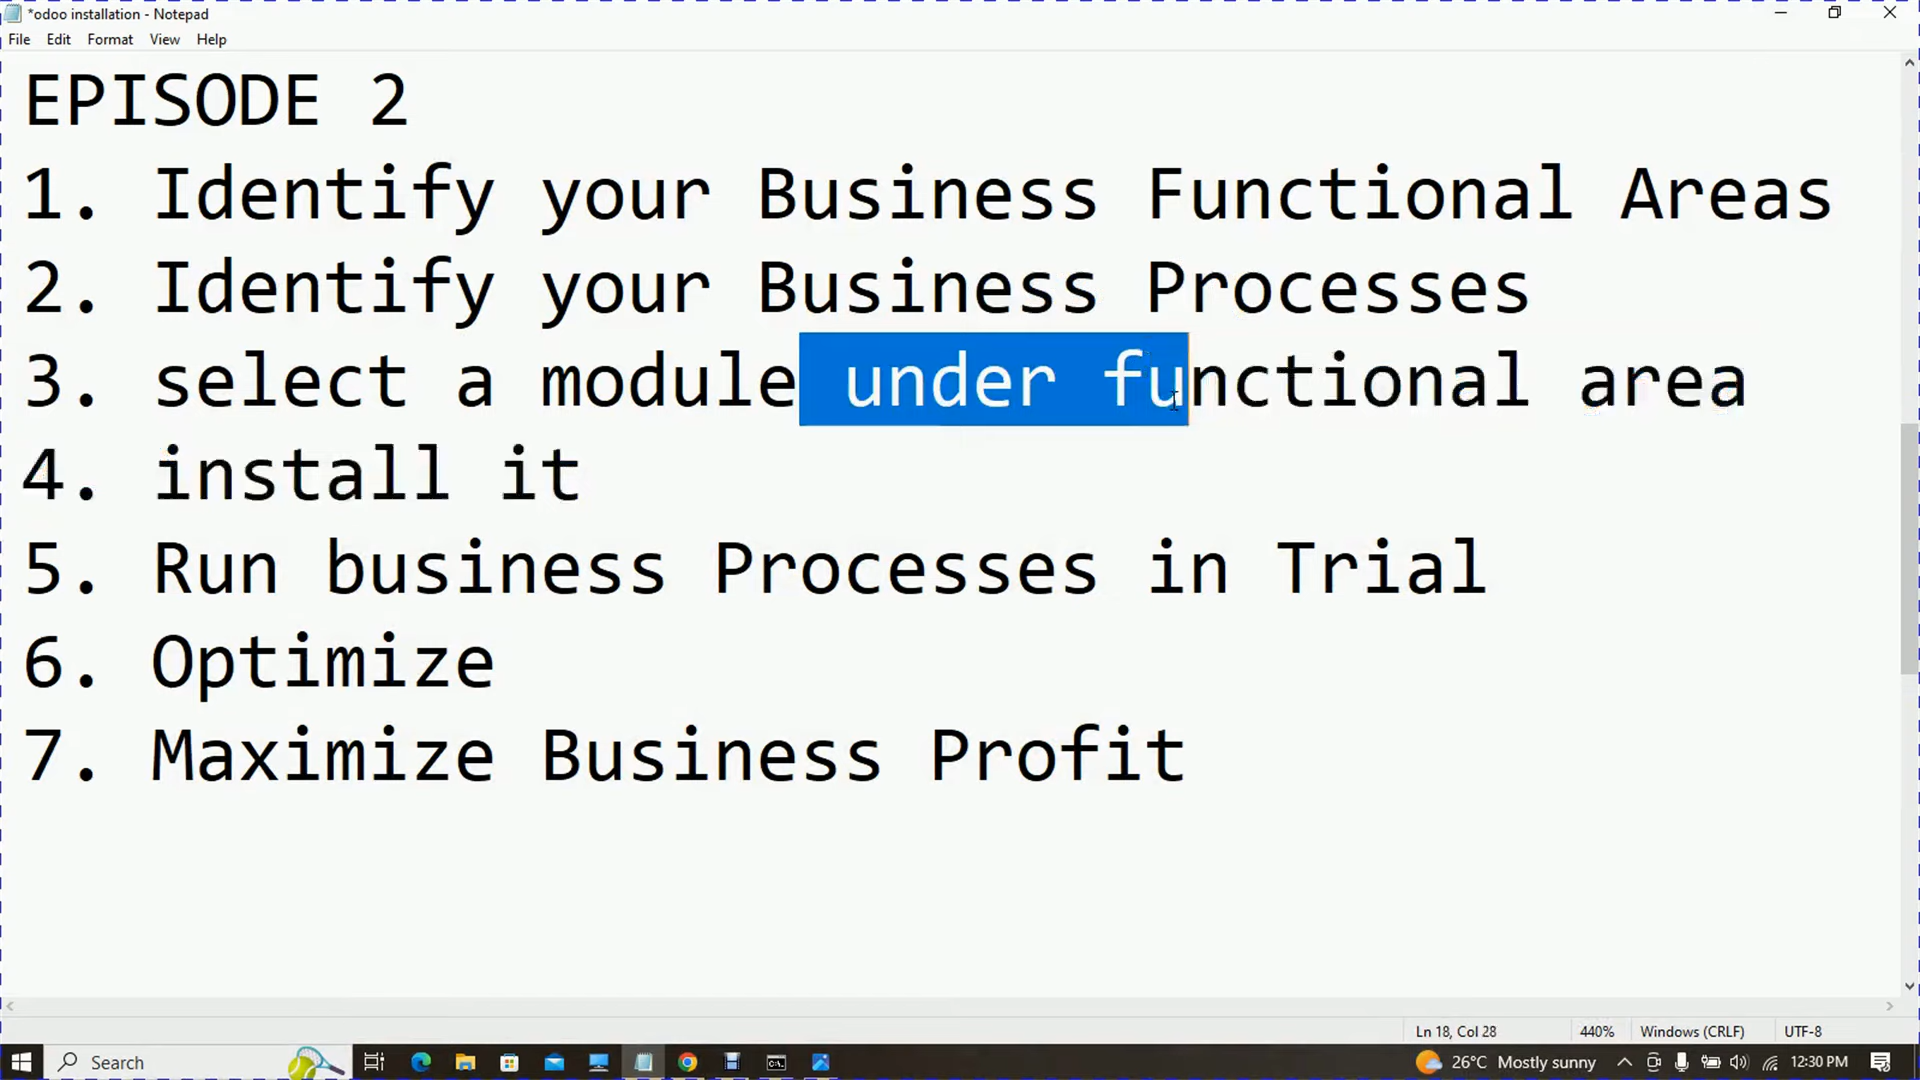 *odoo installation - Notepad
File Edit Format View Help
EPISODE 2
1. Identify your Business Functional Areas
2. Identify your Business Processes
3. select a module under functional area
4. install it
5. Run business Processes in Trial
6. Optimize
7. Maximize Business Profit
Ln 18, Col 28 440% Windows (CRLF) UTF-8
Search 26°C Mostly sunny 12:30 PM